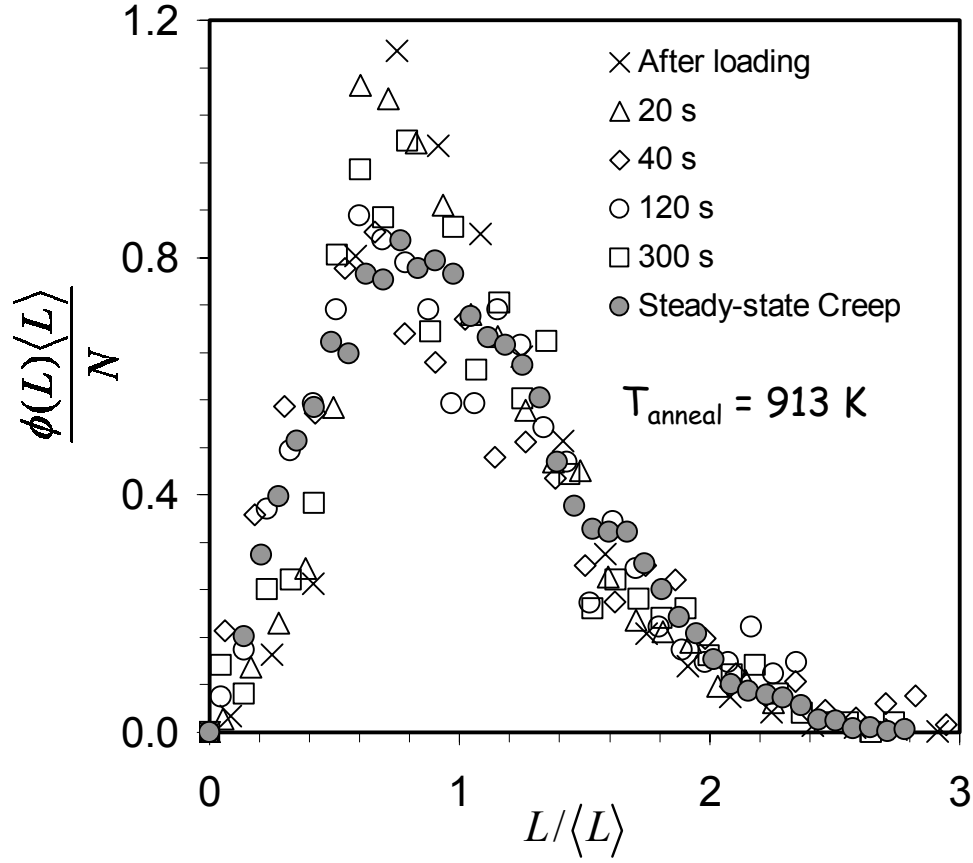 1.2
0.8
0.4
0.0
ϕ(L)⟨L⟩
N
After loading
20 s
40 s
120 s
300 s
Steady-state Creep
Tanneal = 913 K
0
1
2
3
L/⟨L⟩